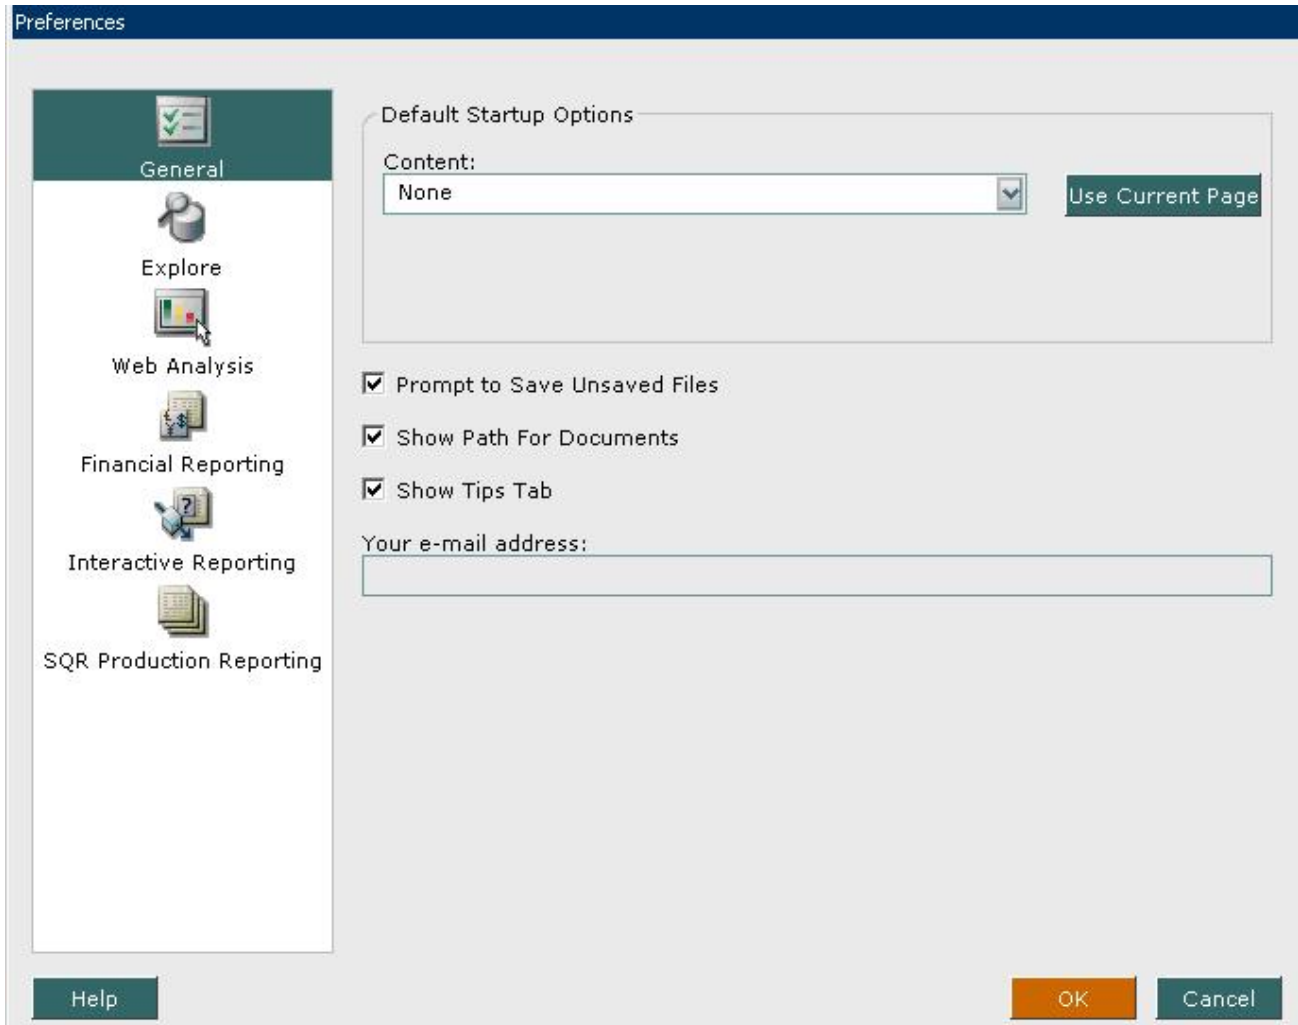 Preferences
General
Explore
Web Analysis
Financial Reporting
Interactive Reporting
SQR Production Reporting
Default Startup Options
Content:
None
Use Current Page
Prompt to Save Unsaved Files
Show Path For Documents
Show Tips Tab
Your e-mail address:
Help
OK
Cancel